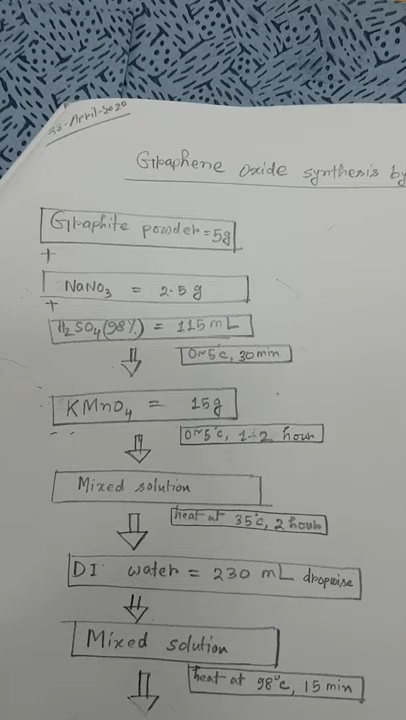 April-2020
Graphene oxide synthesis by
Graphite powder = 5g
+
NaNO3 = 2.5 g
+
H2SO4 (98%) = 115 mL
0~5°c, 30 min
KMnO4 = 15g
0~5°c, 1-2 hour
Mixed solution
heat at 35°c, 2 hour
DI water = 230 mL dropwise
Mixed solution
heat at 98°c, 15 min